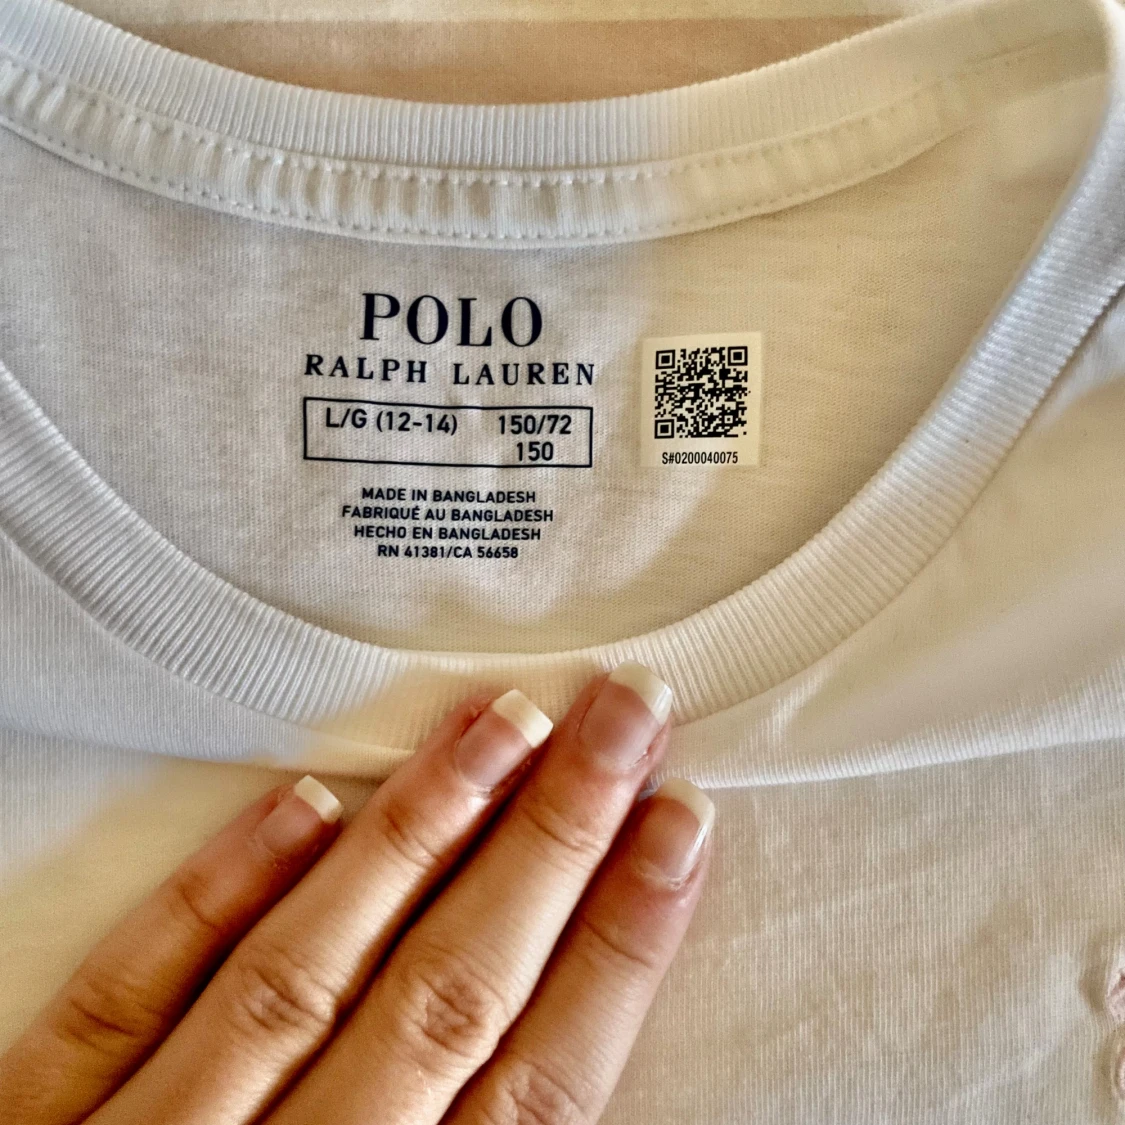 POLO
RALPH LAUREN
L/G (12-14) 150/72
150
MADE IN BANGLADESH
FABRIQUÉ AU BANGLADESH
HECHO EN BANGLADESH
RN 41381/CA 56658
S#0200040075